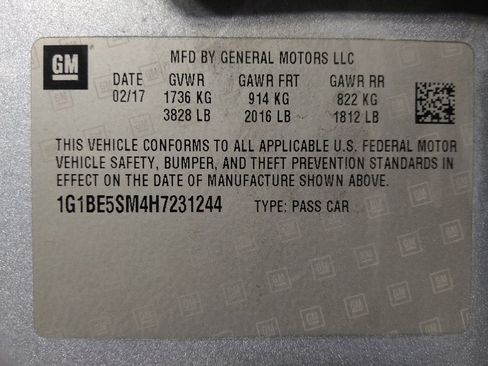 GM
MFD BY GENERAL MOTORS LLC
DATE GVWR GAWR FRT GAWR RR
02/17 1736 KG 914 KG 822 KG
3828 LB 2016 LB 1812 LB
THIS VEHICLE CONFORMS TO ALL APPLICABLE U.S. FEDERAL MOTOR
VEHICLE SAFETY, BUMPER, AND THEFT PREVENTION STANDARDS IN
EFFECT ON THE DATE OF MANUFACTURE SHOWN ABOVE.
1G1BE5SM4H7231244 TYPE: PASS CAR